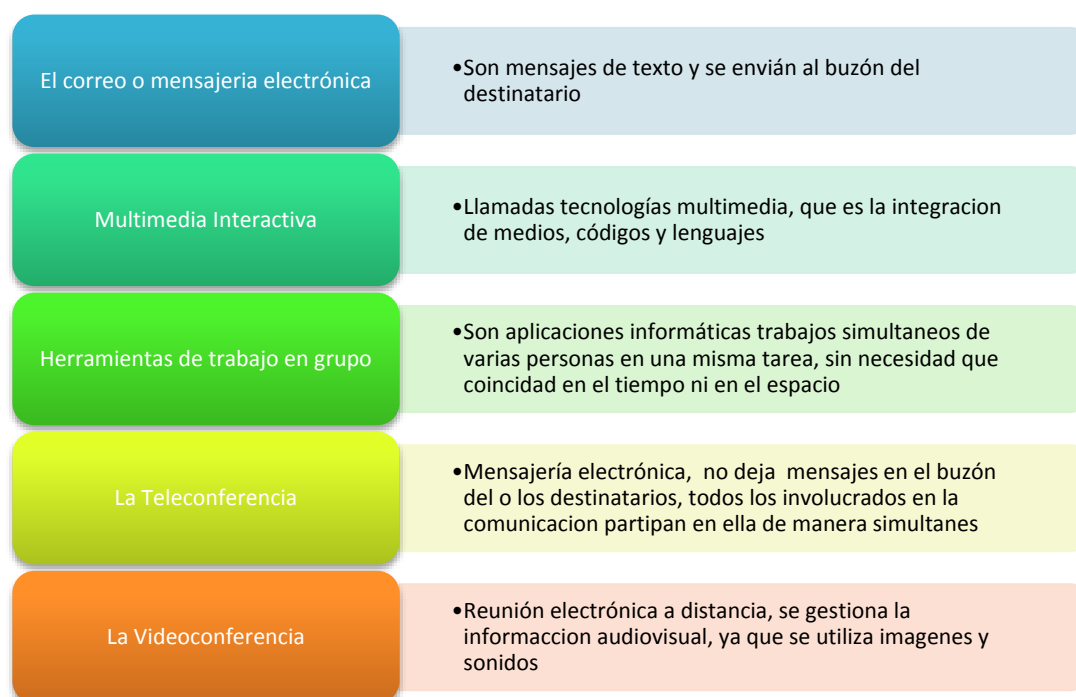 El correo o mensajeria electrónica
•Son mensajes de texto y se envián al buzón del
destinatario
Multimedia Interactiva
•Llamadas tecnologías multimedia, que es la integracion
de medios, códigos y lenguajes
Herramientas de trabajo en grupo
•Son aplicaciones informáticas trabajos simultaneos de
varias personas en una misma tarea, sin necesidad que
coincidad en el tiempo ni en el espacio
La Teleconferencia
•Mensajería electrónica,  no deja  mensajes en el buzón
del o los destinatarios, todos los involucrados en la
comunicacion partipan en ella de manera simultanes
La Videoconferencia
•Reunión electrónica a distancia, se gestiona la
informaccion audiovisual, ya que se utiliza imagenes y
sonidos